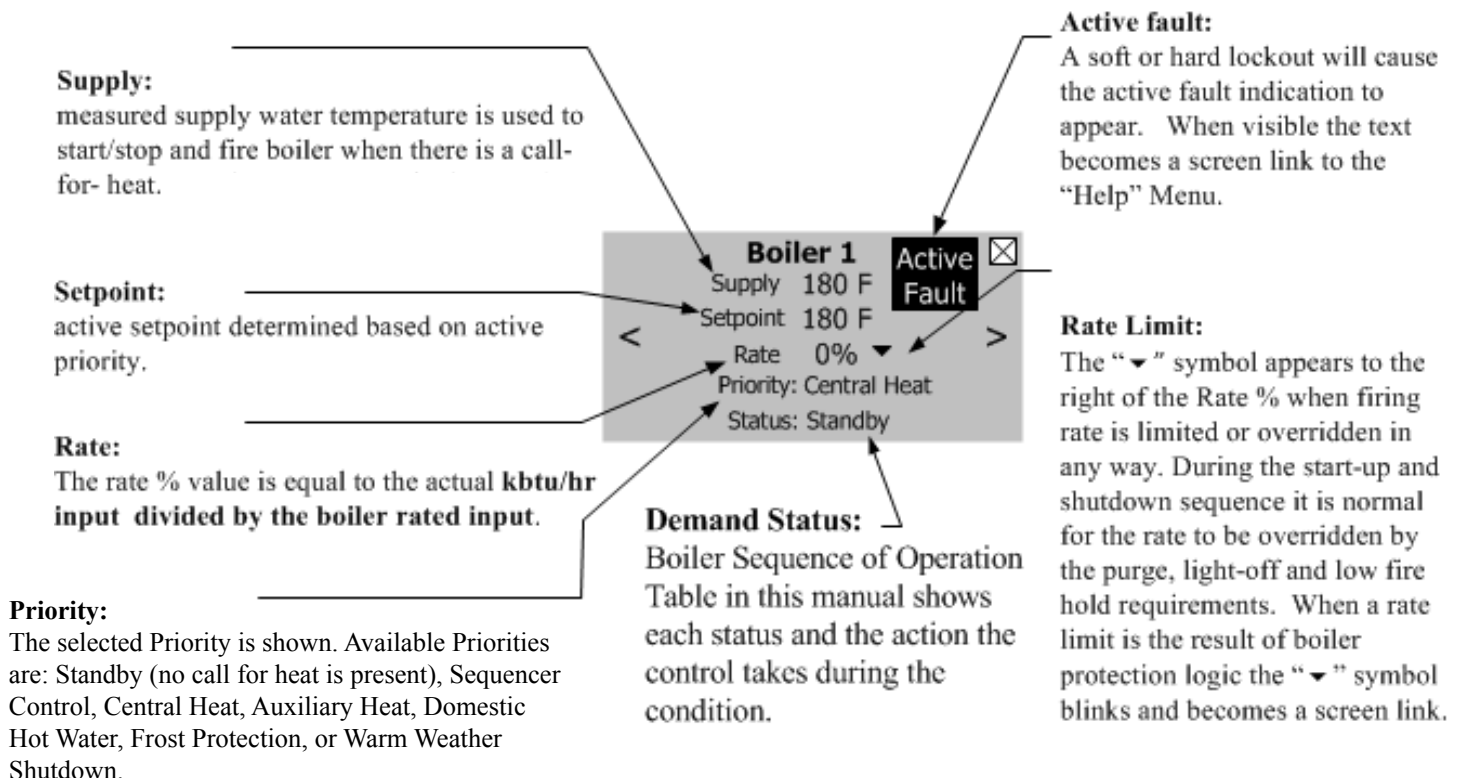 Supply:
measured supply water temperature is used to
start/stop and fire boiler when there is a call-
for- heat.
Setpoint:
active setpoint determined based on active
priority.
Rate:
The rate % value is equal to the actual kbtu/hr
input divided by the boiler rated input.
Priority:
The selected Priority is shown. Available Priorities
are: Standby (no call for heat is present), Sequencer
Control, Central Heat, Auxiliary Heat, Domestic
Hot Water, Frost Protection, or Warm Weather
Shutdown.
Boiler 1
Supply 180 F
Setpoint 180 F
Rate 0% ▼
Priority: Central Heat
Status: Standby
Active
Fault
<
>
Demand Status:
Boiler Sequence of Operation
Table in this manual shows
each status and the action the
control takes during the
condition.
Active fault:
A soft or hard lockout will cause
the active fault indication to
appear. When visible the text
becomes a screen link to the
“Help” Menu.
Rate Limit:
The “▼” symbol appears to the
right of the Rate % when firing
rate is limited or overridden in
any way. During the start-up and
shutdown sequence it is normal
for the rate to be overridden by
the purge, light-off and low fire
hold requirements. When a rate
limit is the result of boiler
protection logic the “▼” symbol
blinks and becomes a screen link.